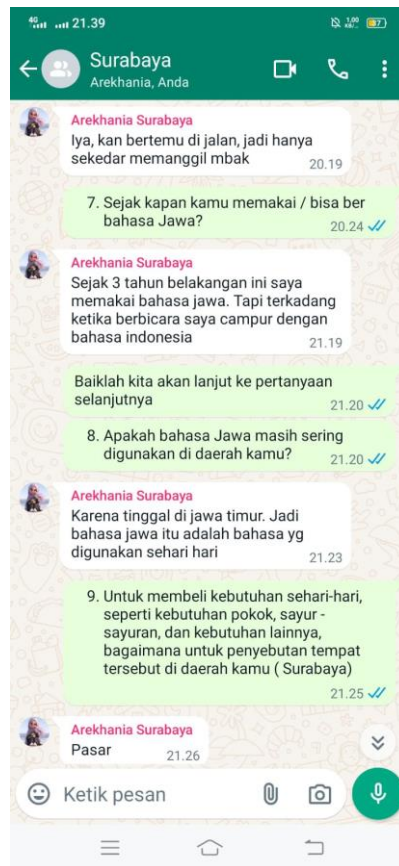 21.39
Surabaya
Arekhania, Anda
Arekhania Surabaya
Iya, kan bertemu di jalan, jadi hanya
sekedar memanggil mbak
20.19
7. Sejak kapan kamu memakai / bisa ber
bahasa Jawa?
20.24
Arekhania Surabaya
Sejak 3 tahun belakangan ini saya
memakai bahasa jawa. Tapi terkadang
ketika berbicara saya campur dengan
bahasa indonesia
21.19
Baiklah kita akan lanjut ke pertanyaan
selanjutnya
21.20
8. Apakah bahasa Jawa masih sering
digunakan di daerah kamu?
21.20
Arekhania Surabaya
Karena tinggal di jawa timur. Jadi
bahasa jawa itu adalah bahasa yg
digunakan sehari hari
21.23
9. Untuk membeli kebutuhan sehari-hari,
seperti kebutuhan pokok, sayur -
sayuran, dan kebutuhan lainnya,
bagaimana untuk penyebutan tempat
tersebut di daerah kamu ( Surabaya)
21.25
Arekhania Surabaya
Pasar
21.26
Ketik pesan